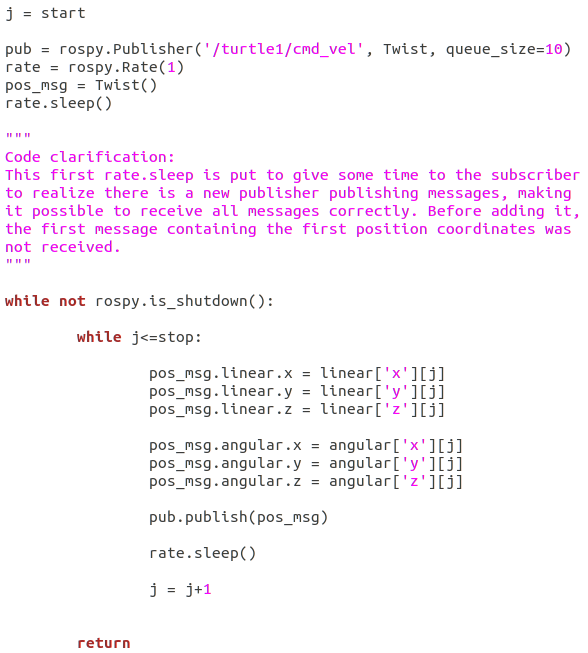 j = start

pub = rospy.Publisher('/turtle1/cmd_vel', Twist, queue_size=10)
rate = rospy.Rate(1)
pos_msg = Twist()
rate.sleep()

"""
Code clarification:
This first rate.sleep is put to give some time to the subscriber
to realize there is a new publisher publishing messages, making
it possible to receive all messages correctly. Before adding it,
the first message containing the first position coordinates was
not received.
"""

while not rospy.is_shutdown():

        while j<=stop:

                pos_msg.linear.x = linear['x'][j]
                pos_msg.linear.y = linear['y'][j]
                pos_msg.linear.z = linear['z'][j]

                pos_msg.angular.x = angular['x'][j]
                pos_msg.angular.y = angular['y'][j]
                pos_msg.angular.z = angular['z'][j]

                pub.publish(pos_msg)

                rate.sleep()

                j = j+1


        return